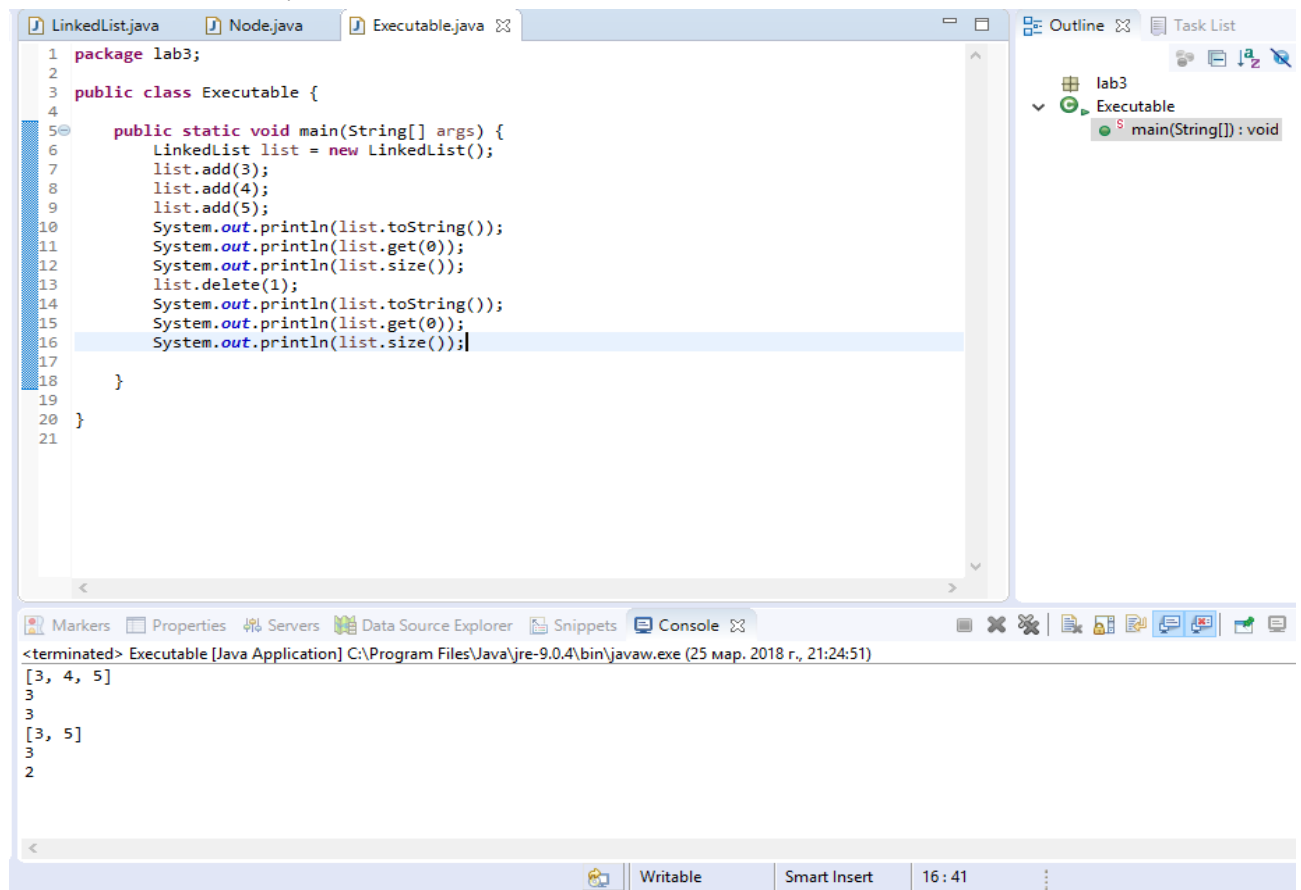 LinkedList.java Node.java Executable.java
1 package lab3;
2
3 public class Executable {
4
5 public static void main(String[] args) {
6 LinkedList list = new LinkedList();
7 list.add(3);
8 list.add(4);
9 list.add(5);
10 System.out.println(list.toString());
11 System.out.println(list.get(0));
12 System.out.println(list.size());
13 list.delete(1);
14 System.out.println(list.toString());
15 System.out.println(list.get(0));
16 System.out.println(list.size());
17
18 }
19
20 }
21
Outline Task List
lab3
Executable
S main(String[]) : void
Markers Properties Servers Data Source Explorer Snippets Console
<terminated> Executable [Java Application] C:\Program Files\Java\jre-9.0.4\bin\javaw.exe (25 мар. 2018 г., 21:24:51)
[3, 4, 5]
3
3
[3, 5]
3
2
Writable Smart Insert 16 : 41